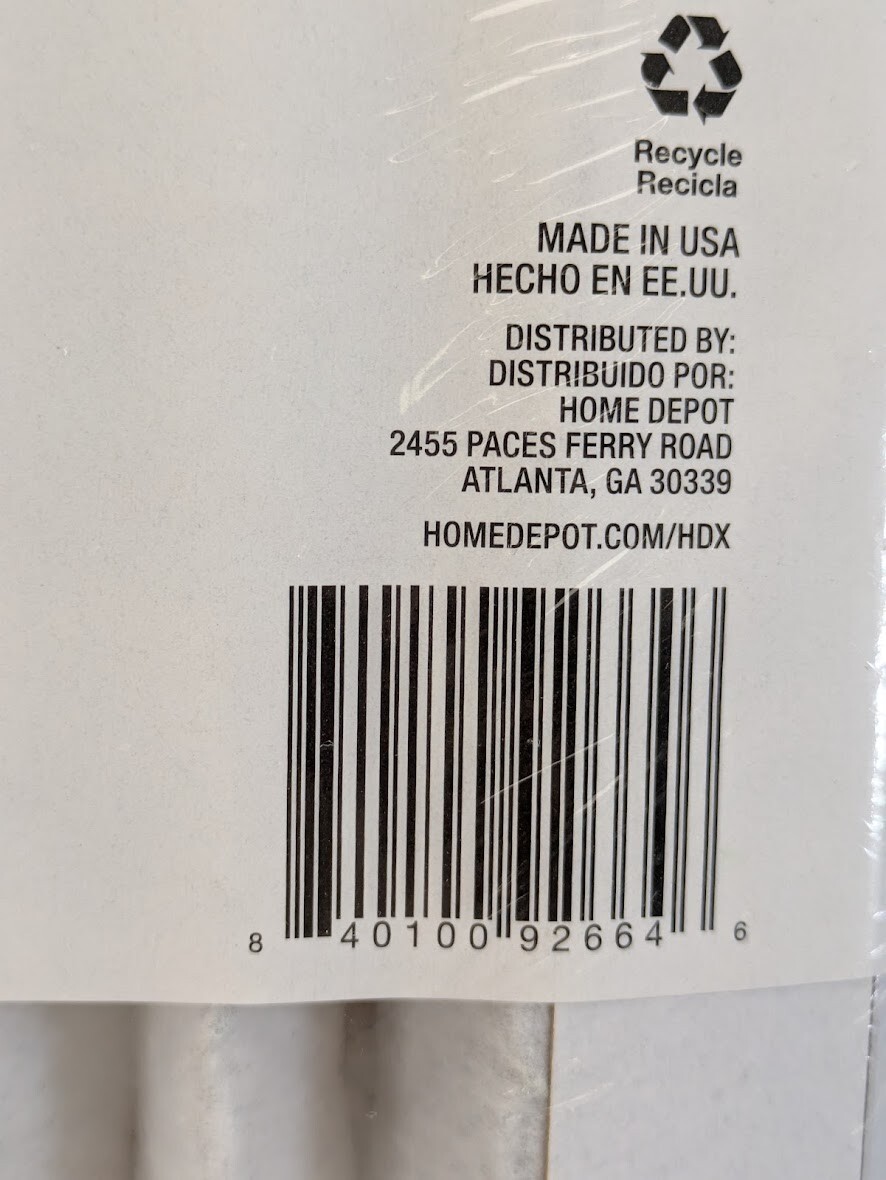 Recycle
Recicla
MADE IN USA
HECHO EN EE.UU.
DISTRIBUTED BY:
DISTRIBUIDO POR:
HOME DEPOT
2455 PACES FERRY ROAD
ATLANTA, GA 30339
HOMEDEPOT.COM/HDX
8 40100 92664 6